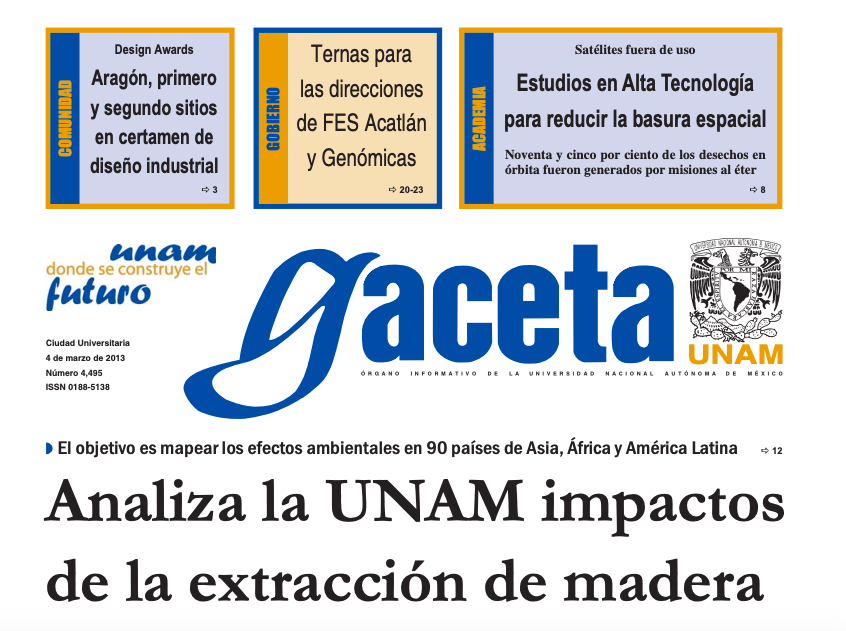 COMUNIDAD
Design Awards
Aragón, primero
y segundo sitios
en certamen de
diseño industrial
⇨ 3
GOBIERNO
Ternas para
las direcciones
de FES Acatlán
y Genómicas
⇨ 20-23
ACADEMIA
Satélites fuera de uso
Estudios en Alta Tecnología
para reducir la basura espacial
Noventa y cinco por ciento de los desechos en
órbita fueron generados por misiones al éter
⇨ 8
unam
donde se construye el
futuro
Ciudad Universitaria
4 de marzo de 2013
Número 4,495
ISSN 0188-5138
gaceta
ÓRGANO INFORMATIVO DE LA UNIVERSIDAD NACIONAL AUTÓNOMA DE MÉXICO
UNIVERSIDAD NACIONAL AUTÓNOMA DE MÉXICO
UNAM
El objetivo es mapear los efectos ambientales en 90 países de Asia, África y América Latina ⇨ 12
Analiza la UNAM impactos
de la extracción de madera